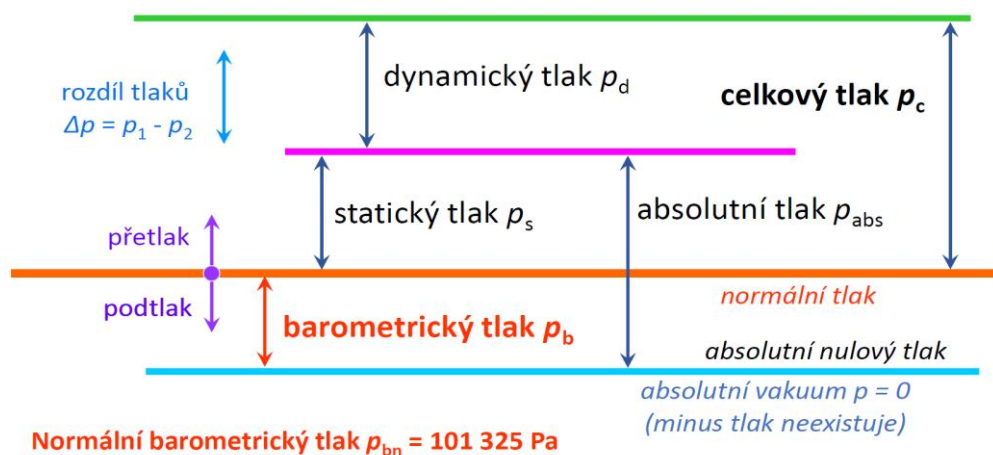 dynamický tlak pd
rozdíl tlaků
Δp = p1 - p2
celkový tlak pc
statický tlak ps
absolutní tlak pabs
přetlak
podtlak
normální tlak
barometrický tlak pb
absolutní nulový tlak
absolutní vakuum p = 0
(minus tlak neexistuje)
Normální barometrický tlak pbn = 101 325 Pa